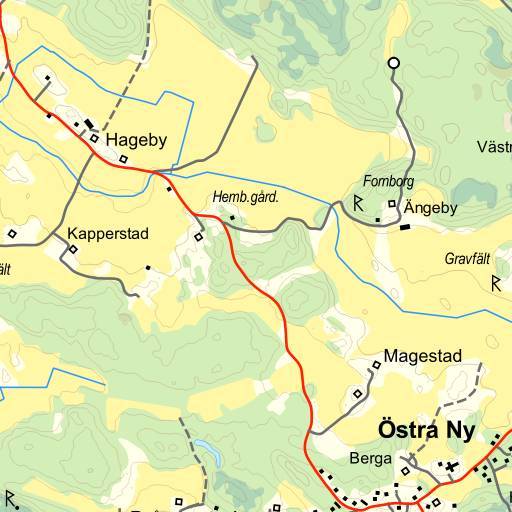 Hageby
Västr
Fornborg
Hemb.gård.
Ängeby
Kapperstad
Gravfält
ält
Magestad
Östra Ny
Berga